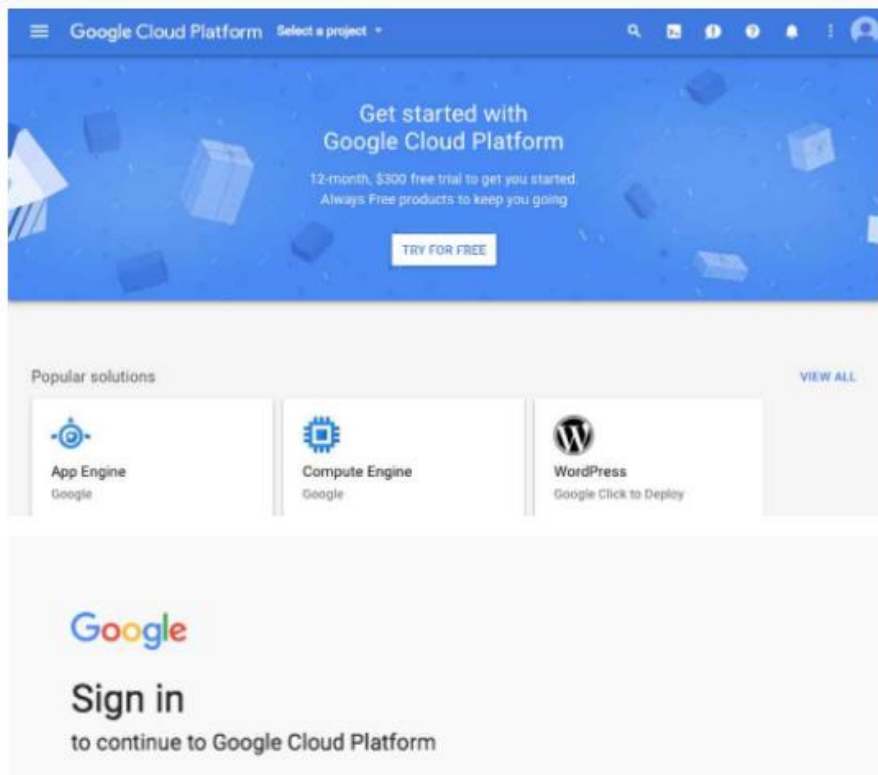 Google Cloud Platform Select a project
Get started with
Google Cloud Platform
12-month, $300 free trial to get you started.
Always Free products to keep you going
TRY FOR FREE
Popular solutions VIEW ALL
App Engine
Google
Compute Engine
Google
WordPress
Google Click to Deploy
Google
Sign in
to continue to Google Cloud Platform